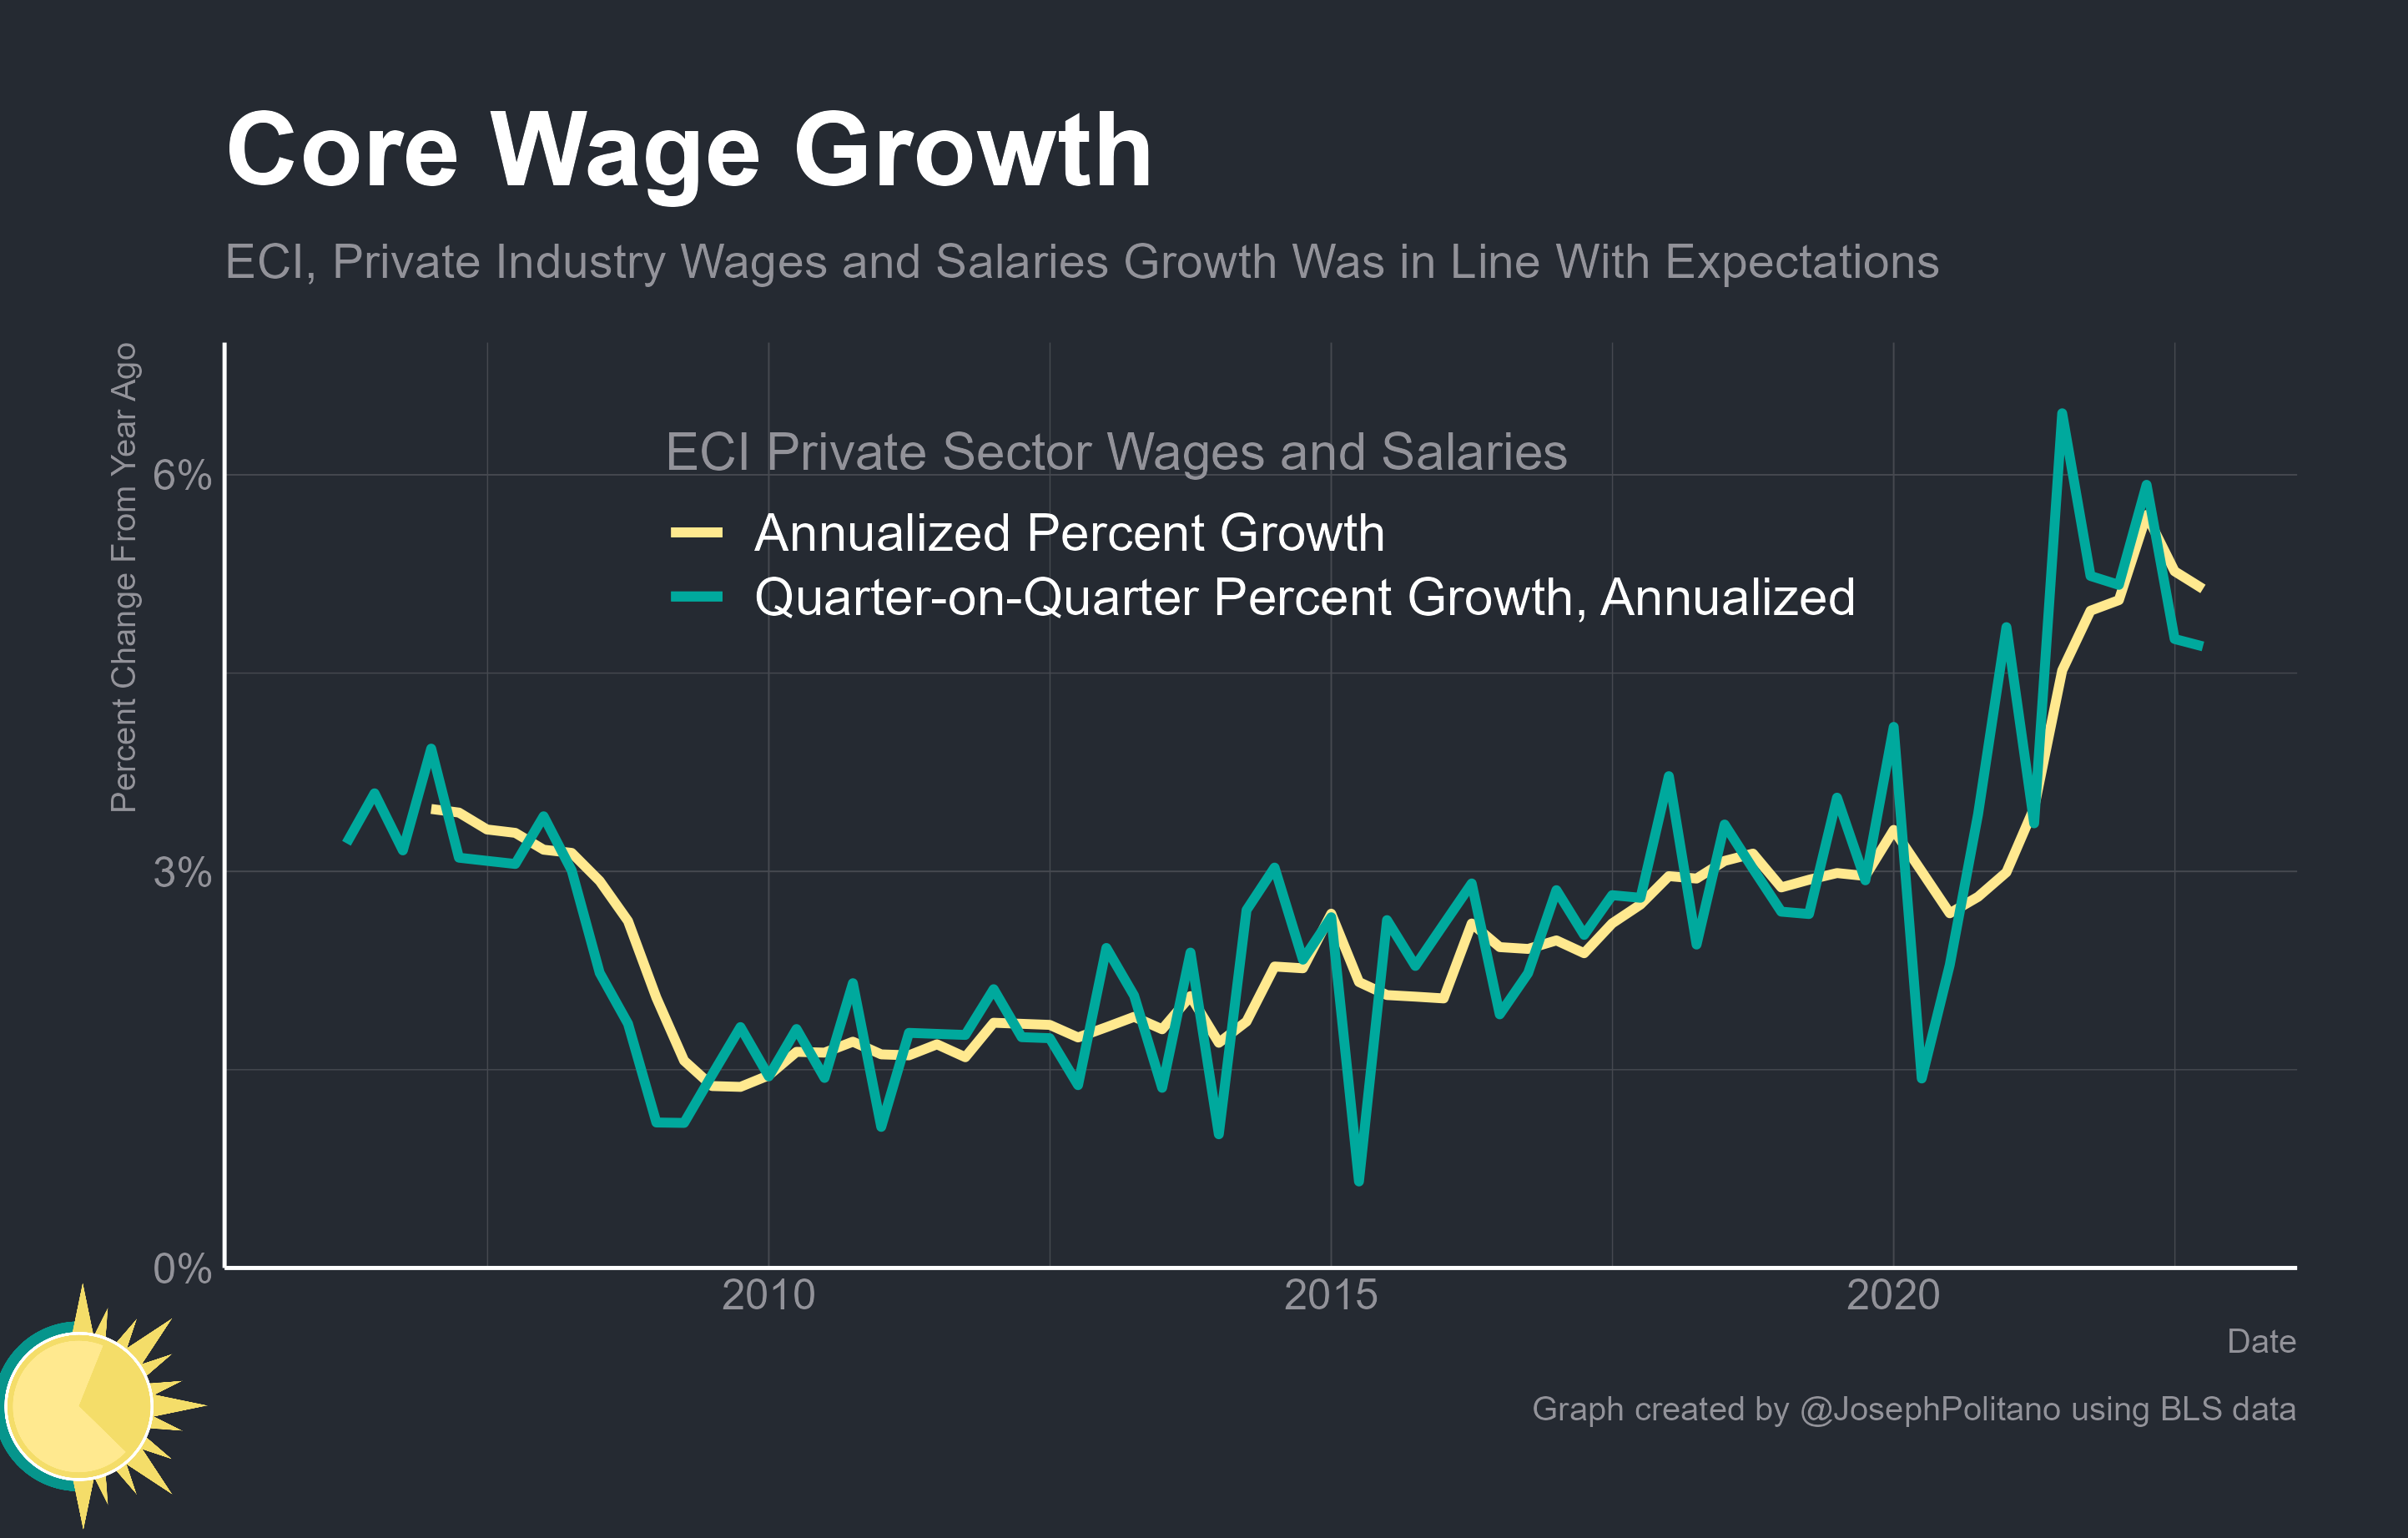 Core Wage Growth
ECI, Private Industry Wages and Salaries Growth Was in Line With Expectations
Percent Change From Year Ago
ECI Private Sector Wages and Salaries
Annualized Percent Growth
Quarter-on-Quarter Percent Growth, Annualized
6%
3%
0%
2010
2015
2020
Date
Graph created by @JosephPolitano using BLS data